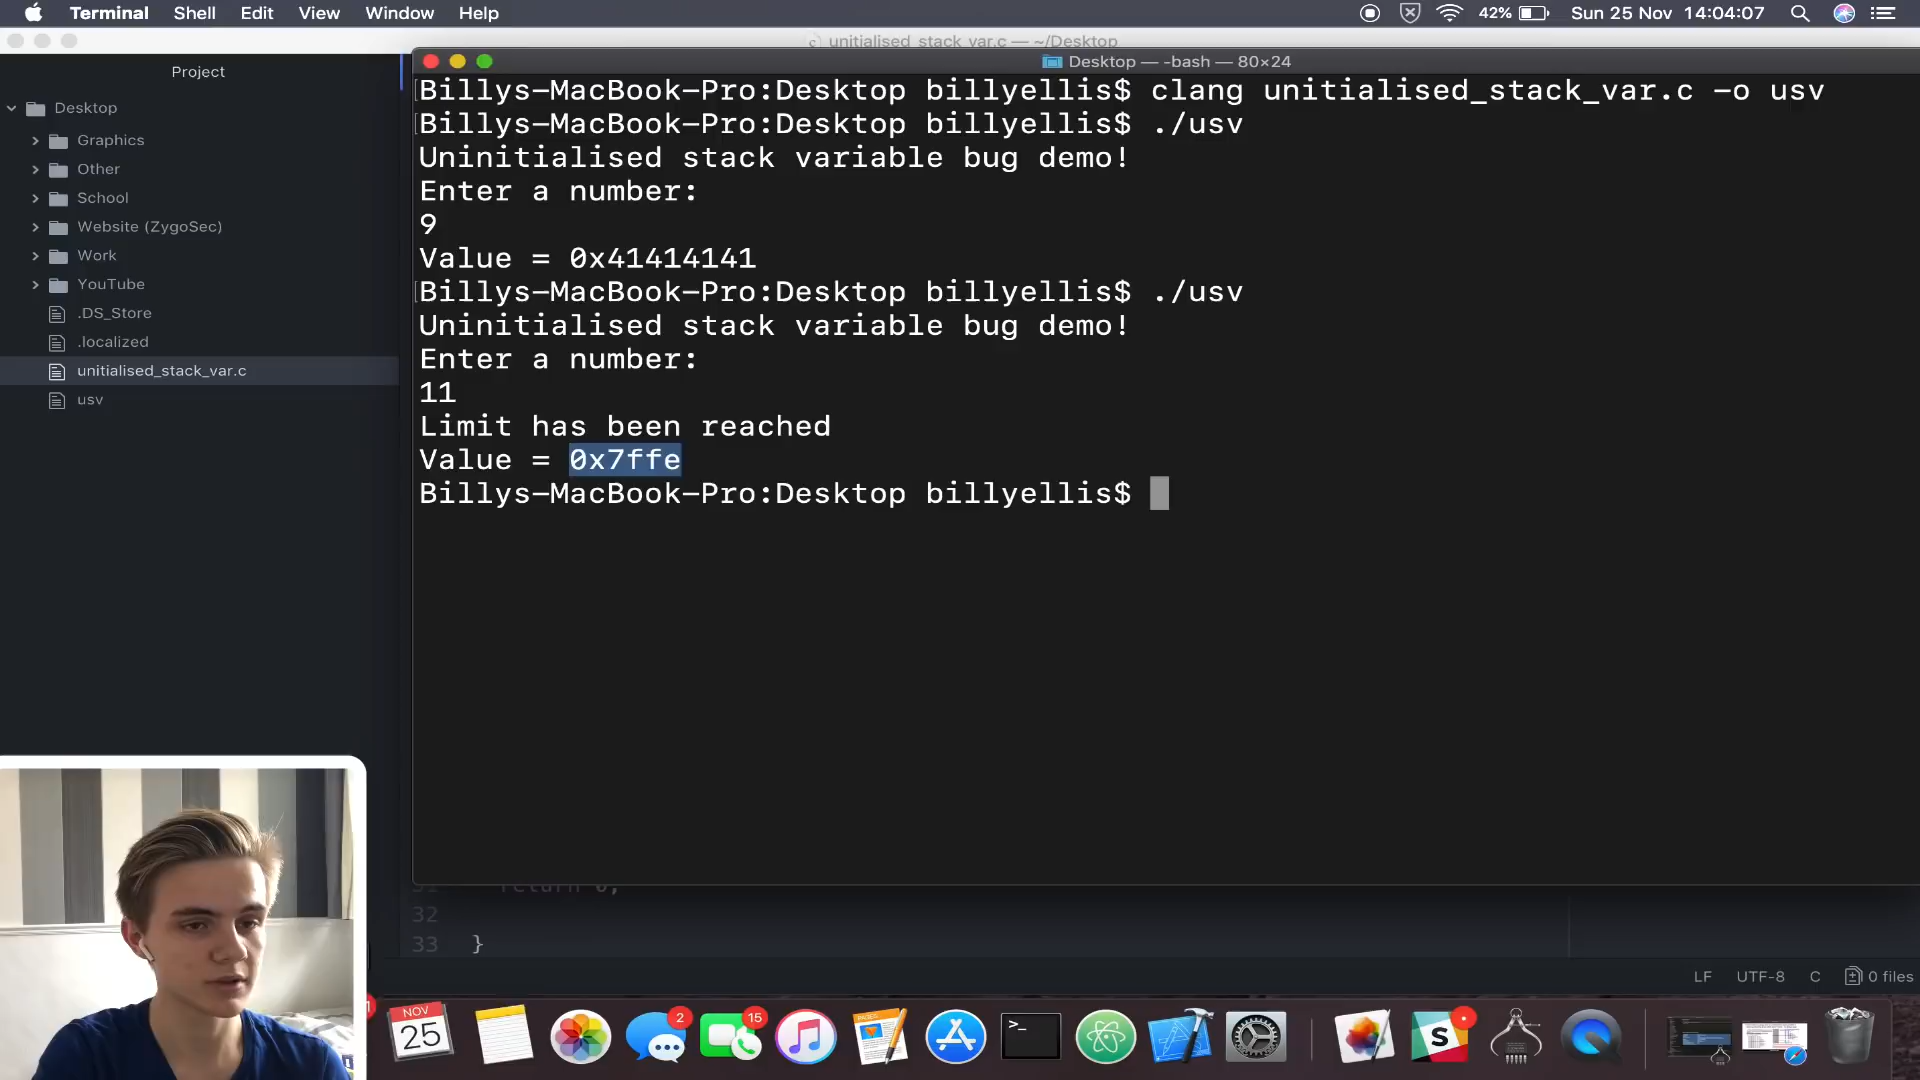 Terminal Shell Edit View Window Help 42% Sun 25 Nov 14:04:07
unitialised_stack_var.c — ~/Desktop
Project
Desktop — -bash — 80×24
Desktop
Graphics
Other
School
Website (ZygoSec)
Work
YouTube
.DS_Store
.localized
unitialised_stack_var.c
usv
Billys-MacBook-Pro:Desktop billyellis$ clang unitialised_stack_var.c -o usv
Billys-MacBook-Pro:Desktop billyellis$ ./usv
Uninitialised stack variable bug demo!
Enter a number:
9
Value = 0x41414141
Billys-MacBook-Pro:Desktop billyellis$ ./usv
Uninitialised stack variable bug demo!
Enter a number:
11
Limit has been reached
Value = 0x7ffe
Billys-MacBook-Pro:Desktop billyellis$
32
33 }
LF UTF-8 C 0 files
NOV
25
2
15
PAGES
>_
S